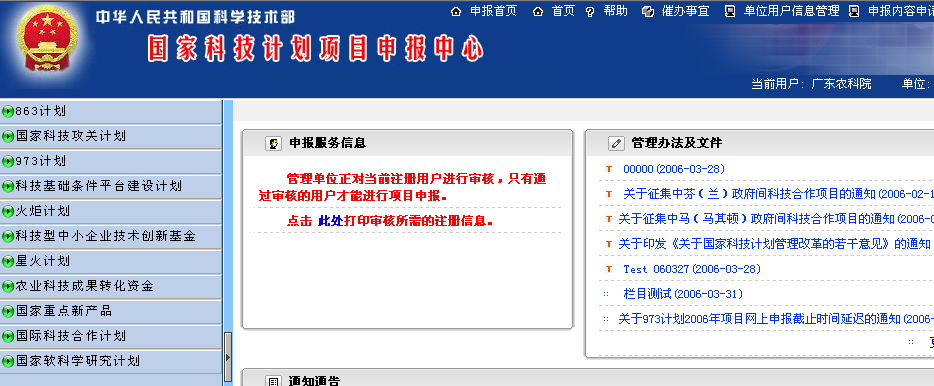 中华人民共和国科学技术部
国家科技计划项目申报中心
申报首页 首页 帮助 催办事宜 单位用户信息管理 申报内容申请
当前用户：广东农科院 单位：
863计划
国家科技攻关计划
973计划
科技基础条件平台建设计划
火炬计划
科技型中小企业技术创新基金
星火计划
农业科技成果转化资金
国家重点新产品
国际科技合作计划
国家软科学研究计划
申报服务信息
管理单位正对当前注册用户进行审核，只有通
过审核的用户才能进行项目申报。
点击 此处打印审核所需的注册信息。
管理办法及文件
00000(2006-03-28)
关于征集中芬（兰）政府间科技合作项目的通知(2006-02-1
关于征集中马（马其顿）政府间科技合作项目的通知(2006-0
关于印发《关于国家科技计划管理改革的若干意见》的通知
Test 060327(2006-03-28)
栏目测试(2006-03-31)
关于973计划2006年项目网上申报截止时间延迟的通知(2006-
通知通告